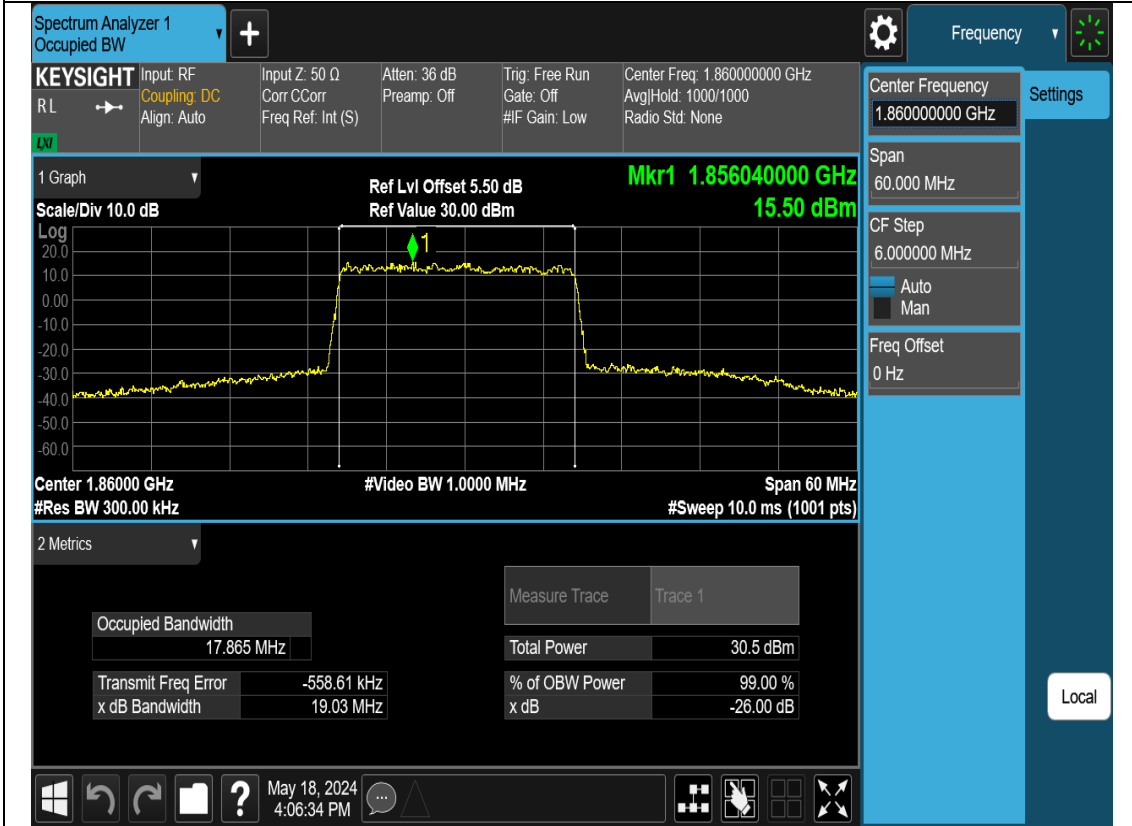 Spectrum Analyzer 1
Occupied BW
+
Frequency
KEYSIGHT
RL
LXI
Input: RF
Coupling: DC
Align: Auto
Input Z: 50 Ω
Corr CCorr
Freq Ref: Int (S)
Atten: 36 dB
Preamp: Off
Trig: Free Run
Gate: Off
#IF Gain: Low
Center Freq: 1.860000000 GHz
Avg|Hold: 1000/1000
Radio Std: None
Center Frequency
1.860000000 GHz
Settings
Span
60.000 MHz
CF Step
6.000000 MHz
Auto
Man
Freq Offset
0 Hz
Local
1 Graph
Scale/Div 10.0 dB
Ref Lvl Offset 5.50 dB
Ref Value 30.00 dBm
Mkr1 1.856040000 GHz
15.50 dBm
Log
1
20.0
10.0
0.00
-10.0
-20.0
-30.0
-40.0
-50.0
-60.0
Center 1.86000 GHz
#Res BW 300.00 kHz
#Video BW 1.0000 MHz
Span 60 MHz
#Sweep 10.0 ms (1001 pts)
2 Metrics
Measure Trace Trace 1
Occupied Bandwidth
17.865 MHz
Total Power 30.5 dBm
Transmit Freq Error -558.61 kHz
% of OBW Power 99.00 %
x dB Bandwidth 19.03 MHz
x dB -26.00 dB
?
May 18, 2024
4:06:34 PM